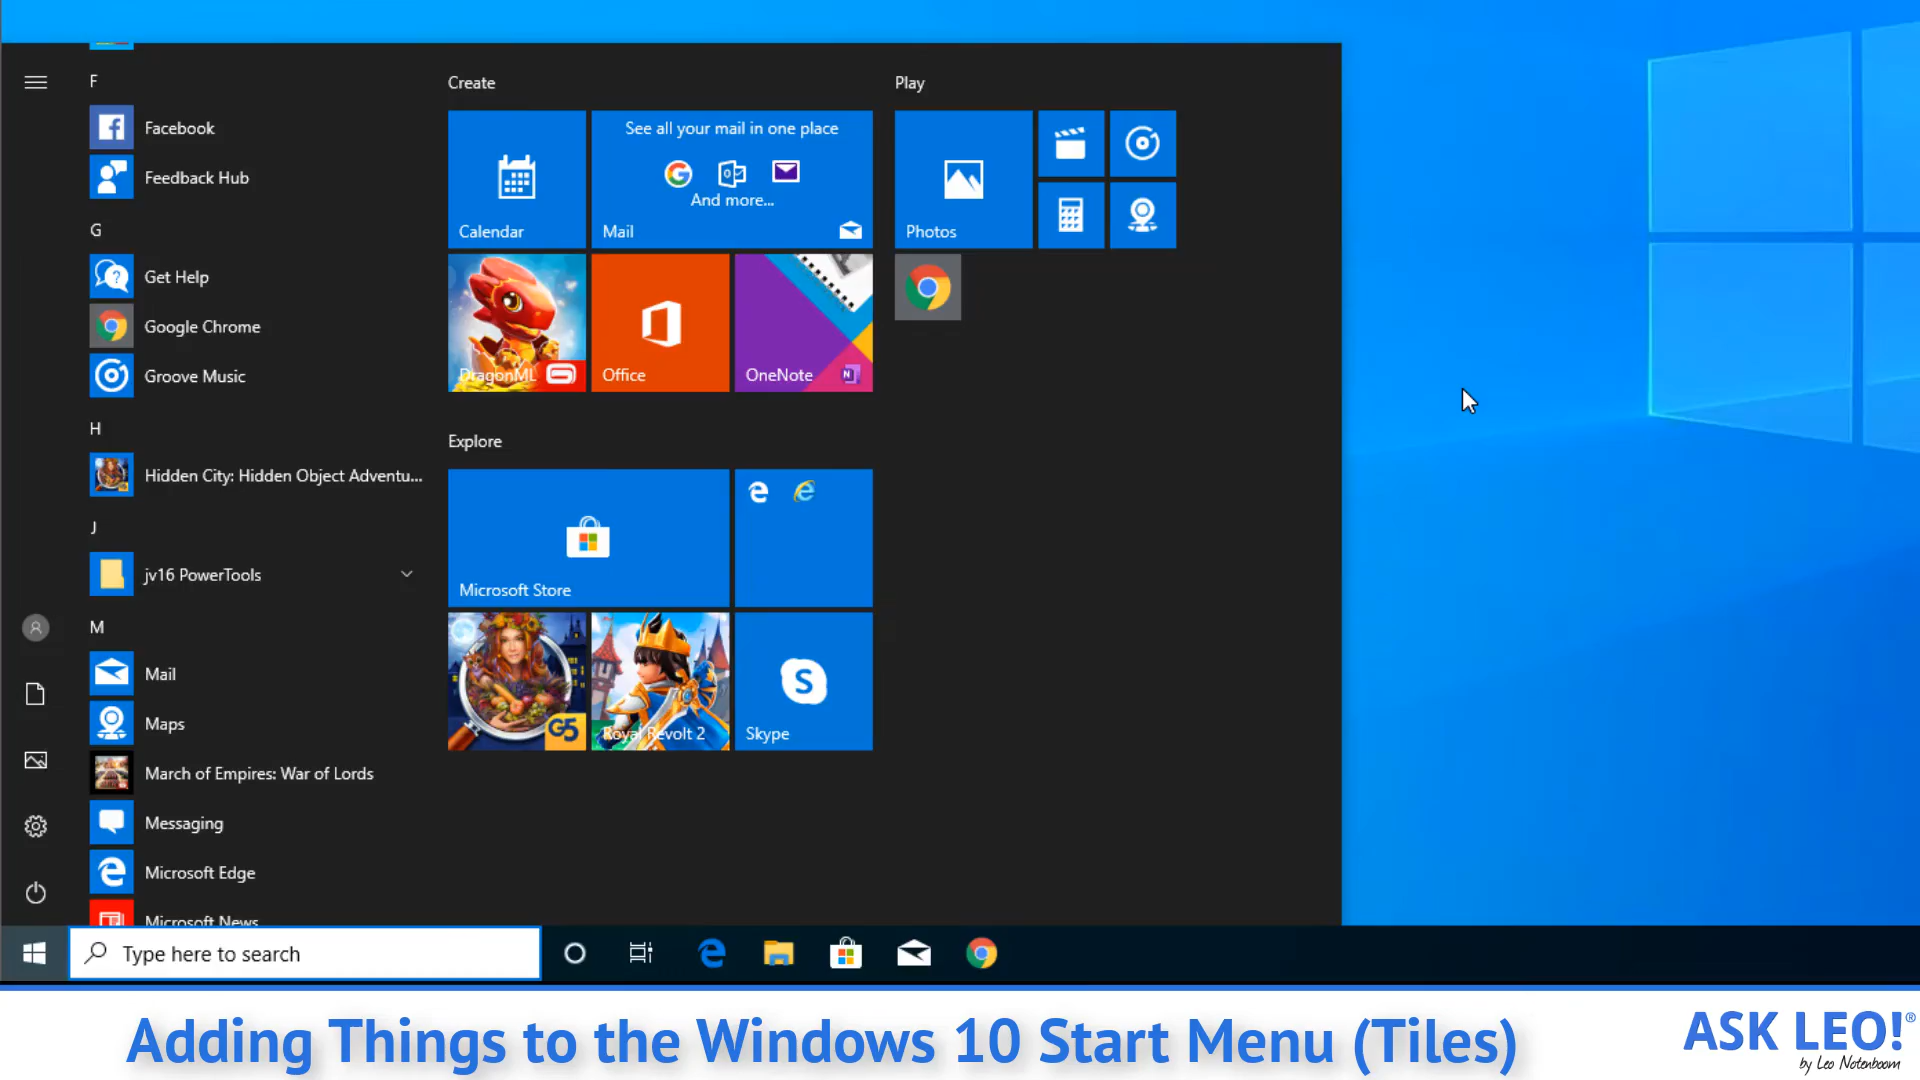 F
Facebook
Feedback Hub
G
Get Help
Google Chrome
Groove Music
H
Hidden City: Hidden Object Adventu...
J
jv16 PowerTools
M
Mail
Maps
March of Empires: War of Lords
Messaging
Microsoft Edge
Microsoft News
Create
Calendar
See all your mail in one place
And more...
Mail
DragonML
Office
OneNote
N
Explore
Microsoft Store
G5
Royal Revolt 2
S
Skype
Play
Photos
Type here to search
Adding Things to the Windows 10 Start Menu (Tiles)
ASK LEO!®
by Leo Notenboom